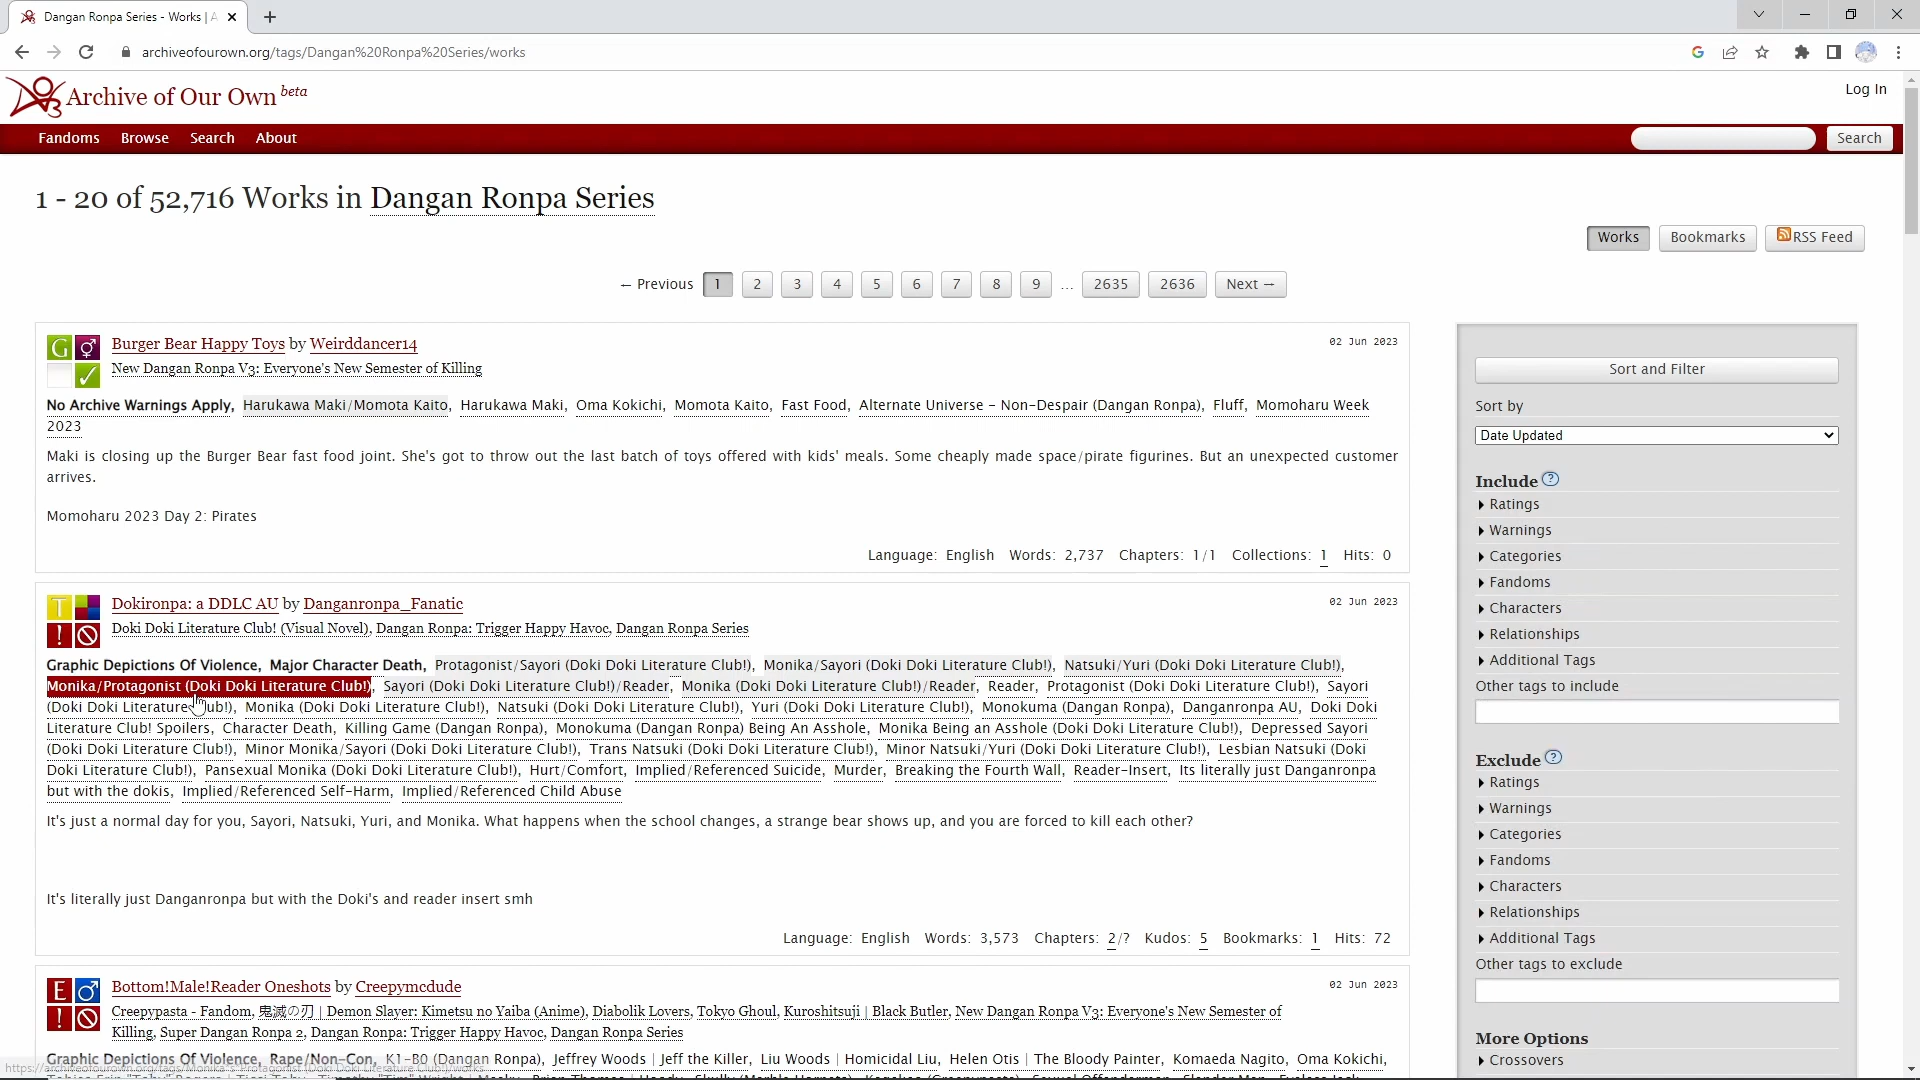 Dangan Ronpa Series - Works | A
archiveofourown.org/tags/Dangan%20Ronpa%20Series/works
Archive of Our Own beta
Log In
Fandoms Browse Search About
Search
1 - 20 of 52,716 Works in Dangan Ronpa Series
Works Bookmarks RSS Feed
← Previous 1 2 3 4 5 6 7 8 9 … 2635 2636 Next →
G
Burger Bear Happy Toys by Weirddancer14
02 Jun 2023
New Dangan Ronpa V3: Everyone's New Semester of Killing
No Archive Warnings Apply, Harukawa Maki/Momota Kaito, Harukawa Maki, Oma Kokichi, Momota Kaito, Fast Food, Alternate Universe - Non-Despair (Dangan Ronpa), Fluff, Momoharu Week
2023
Maki is closing up the Burger Bear fast food joint. She's got to throw out the last batch of toys offered with kids' meals. Some cheaply made space/pirate figurines. But an unexpected customer
arrives.
Momoharu 2023 Day 2: Pirates
Language: English Words: 2,737 Chapters: 1/1 Collections: 1 Hits: 0
T
Dokironpa: a DDLC AU by Danganronpa_Fanatic
02 Jun 2023
!
Doki Doki Literature Club! (Visual Novel), Dangan Ronpa: Trigger Happy Havoc, Dangan Ronpa Series
Graphic Depictions Of Violence, Major Character Death, Protagonist/Sayori (Doki Doki Literature Club!), Monika/Sayori (Doki Doki Literature Club!), Natsuki/Yuri (Doki Doki Literature Club!),
Monika/Protagonist (Doki Doki Literature Club!), Sayori (Doki Doki Literature Club!)/Reader, Monika (Doki Doki Literature Club!)/Reader, Reader, Protagonist (Doki Doki Literature Club!), Sayori
(Doki Doki Literature Club!), Monika (Doki Doki Literature Club!), Natsuki (Doki Doki Literature Club!), Yuri (Doki Doki Literature Club!), Monokuma (Dangan Ronpa), Danganronpa AU, Doki Doki
Literature Club! Spoilers, Character Death, Killing Game (Dangan Ronpa), Monokuma (Dangan Ronpa) Being An Asshole, Monika Being an Asshole (Doki Doki Literature Club!), Depressed Sayori
(Doki Doki Literature Club!), Minor Monika/Sayori (Doki Doki Literature Club!), Trans Natsuki (Doki Doki Literature Club!), Minor Natsuki/Yuri (Doki Doki Literature Club!), Lesbian Natsuki (Doki
Doki Literature Club!), Pansexual Monika (Doki Doki Literature Club!), Hurt/Comfort, Implied/Referenced Suicide, Murder, Breaking the Fourth Wall, Reader-Insert, Its literally just Danganronpa
but with the dokis, Implied/Referenced Self-Harm, Implied/Referenced Child Abuse
It's just a normal day for you, Sayori, Natsuki, Yuri, and Monika. What happens when the school changes, a strange bear shows up, and you are forced to kill each other?
It's literally just Danganronpa but with the Doki's and reader insert smh
Language: English Words: 3,573 Chapters: 2/? Kudos: 5 Bookmarks: 1 Hits: 72
E
Bottom!Male!Reader Oneshots by Creepymcdude
02 Jun 2023
!
Creepypasta - Fandom, 鬼滅の刃 | Demon Slayer: Kimetsu no Yaiba (Anime), Diabolik Lovers, Tokyo Ghoul, Kuroshitsuji | Black Butler, New Dangan Ronpa V3: Everyone's New Semester of
Killing, Super Dangan Ronpa 2, Dangan Ronpa: Trigger Happy Havoc, Dangan Ronpa Series
Graphic Depictions Of Violence, Rape/Non-Con, K1-B0 (Dangan Ronpa), Jeffrey Woods | Jeff the Killer, Liu Woods | Homicidal Liu, Helen Otis | The Bloody Painter, Komaeda Nagito, Oma Kokichi,
Sort and Filter
Sort by
Date Updated
Include ?
Ratings
Warnings
Categories
Fandoms
Characters
Relationships
Additional Tags
Other tags to include
Exclude ?
Ratings
Warnings
Categories
Fandoms
Characters
Relationships
Additional Tags
Other tags to exclude
More Options
Crossovers